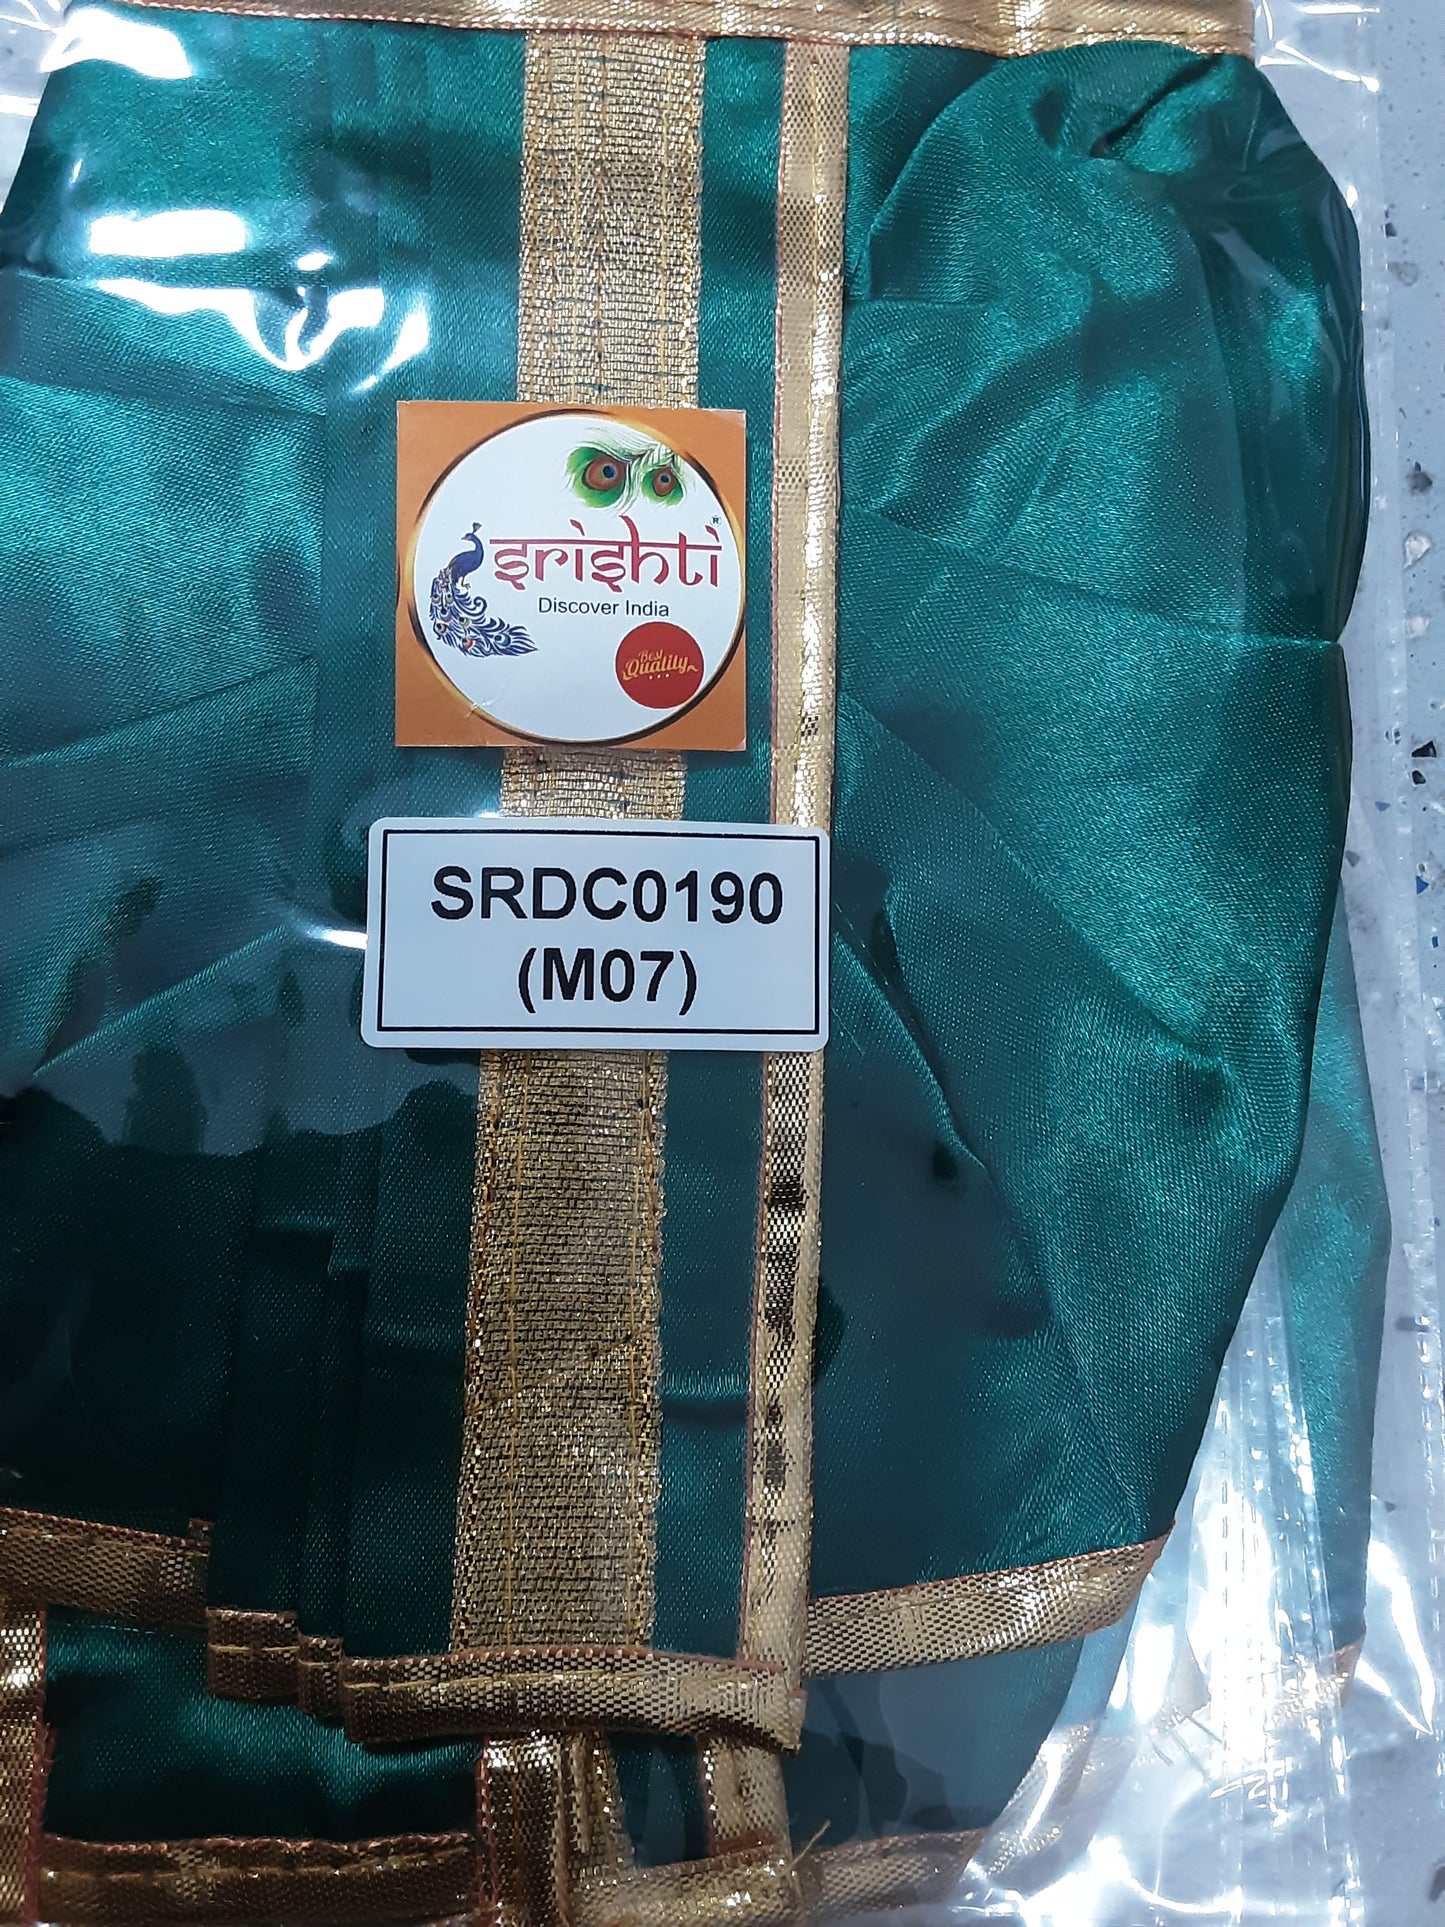 srishti®
Discover India
Best
Quality
SRDC0190
(M07)